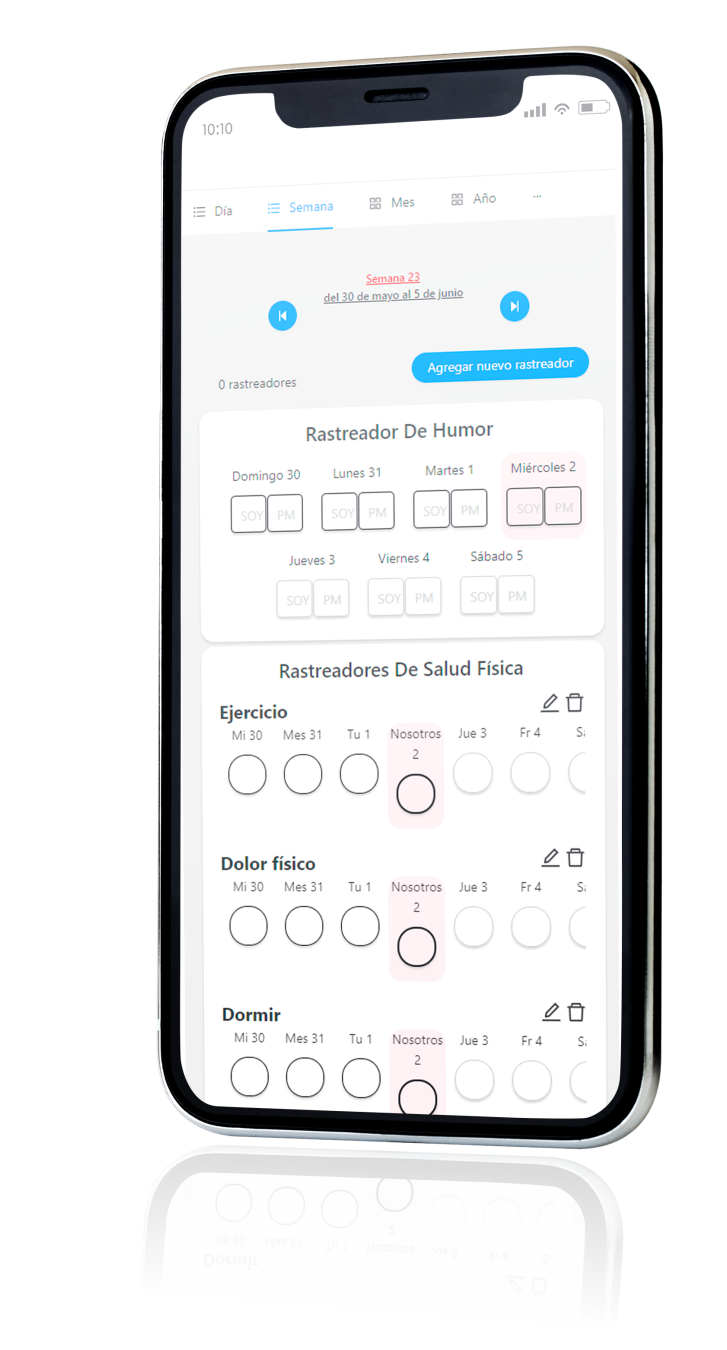 10:10
Día Semana Mes Año ...
Semana 23
del 30 de mayo al 5 de junio
0 rastreadores Agregar nuevo rastreador
Rastreador De Humor
Domingo 30 Lunes 31 Martes 1 Miércoles 2
SOY PM SOY PM SOY PM SOY PM
Jueves 3 Viernes 4 Sábado 5
SOY PM SOY PM SOY PM
Rastreadores De Salud Física
Ejercicio
Mi 30 Mes 31 Tu 1 Nosotros Jue 3 Fr 4
2
Dolor físico
Mi 30 Mes 31 Tu 1 Nosotros Jue 3 Fr 4
2
Dormir
Mi 30 Mes 31 Tu 1 Nosotros Jue 3 Fr 4
2